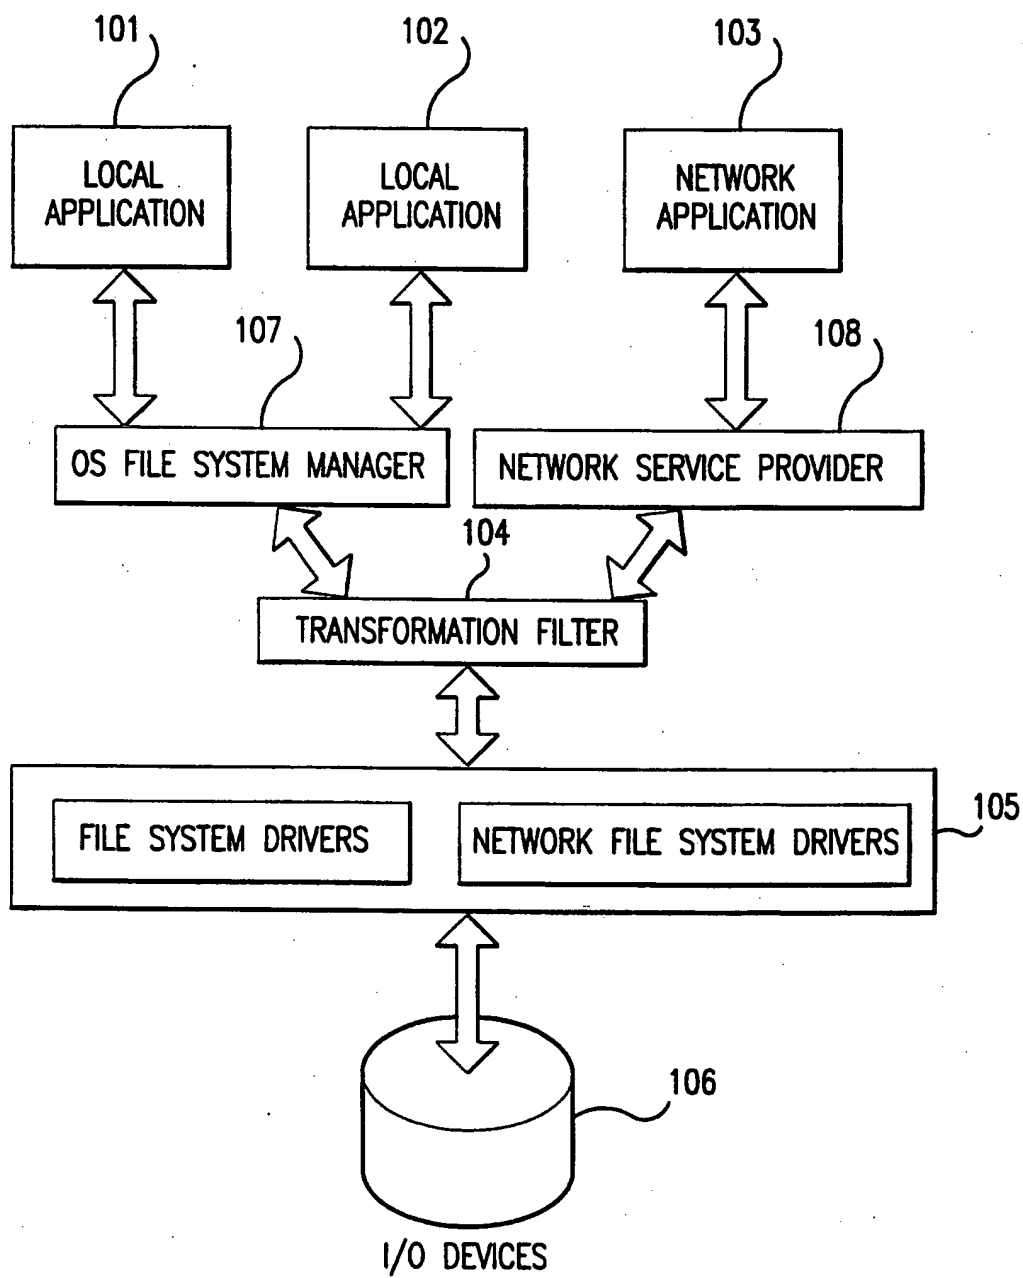 101
102
103
LOCAL
APPLICATION
LOCAL
APPLICATION
NETWORK
APPLICATION
107
108
OS FILE SYSTEM MANAGER
NETWORK SERVICE PROVIDER
104
TRANSFORMATION FILTER
105
FILE SYSTEM DRIVERS
NETWORK FILE SYSTEM DRIVERS
106
I/O DEVICES